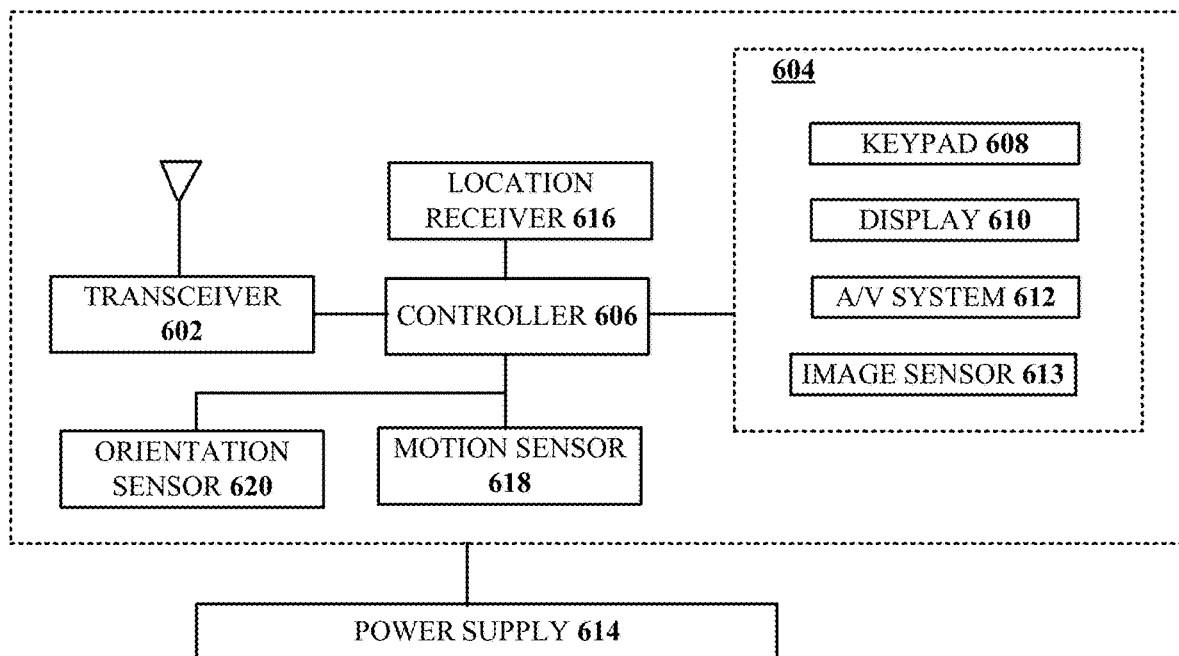 604
KEYPAD 608
LOCATION
RECEIVER 616
DISPLAY 610
TRANSCEIVER
602
CONTROLLER 606
A/V SYSTEM 612
IMAGE SENSOR 613
ORIENTATION
SENSOR 620
MOTION SENSOR
618
POWER SUPPLY 614